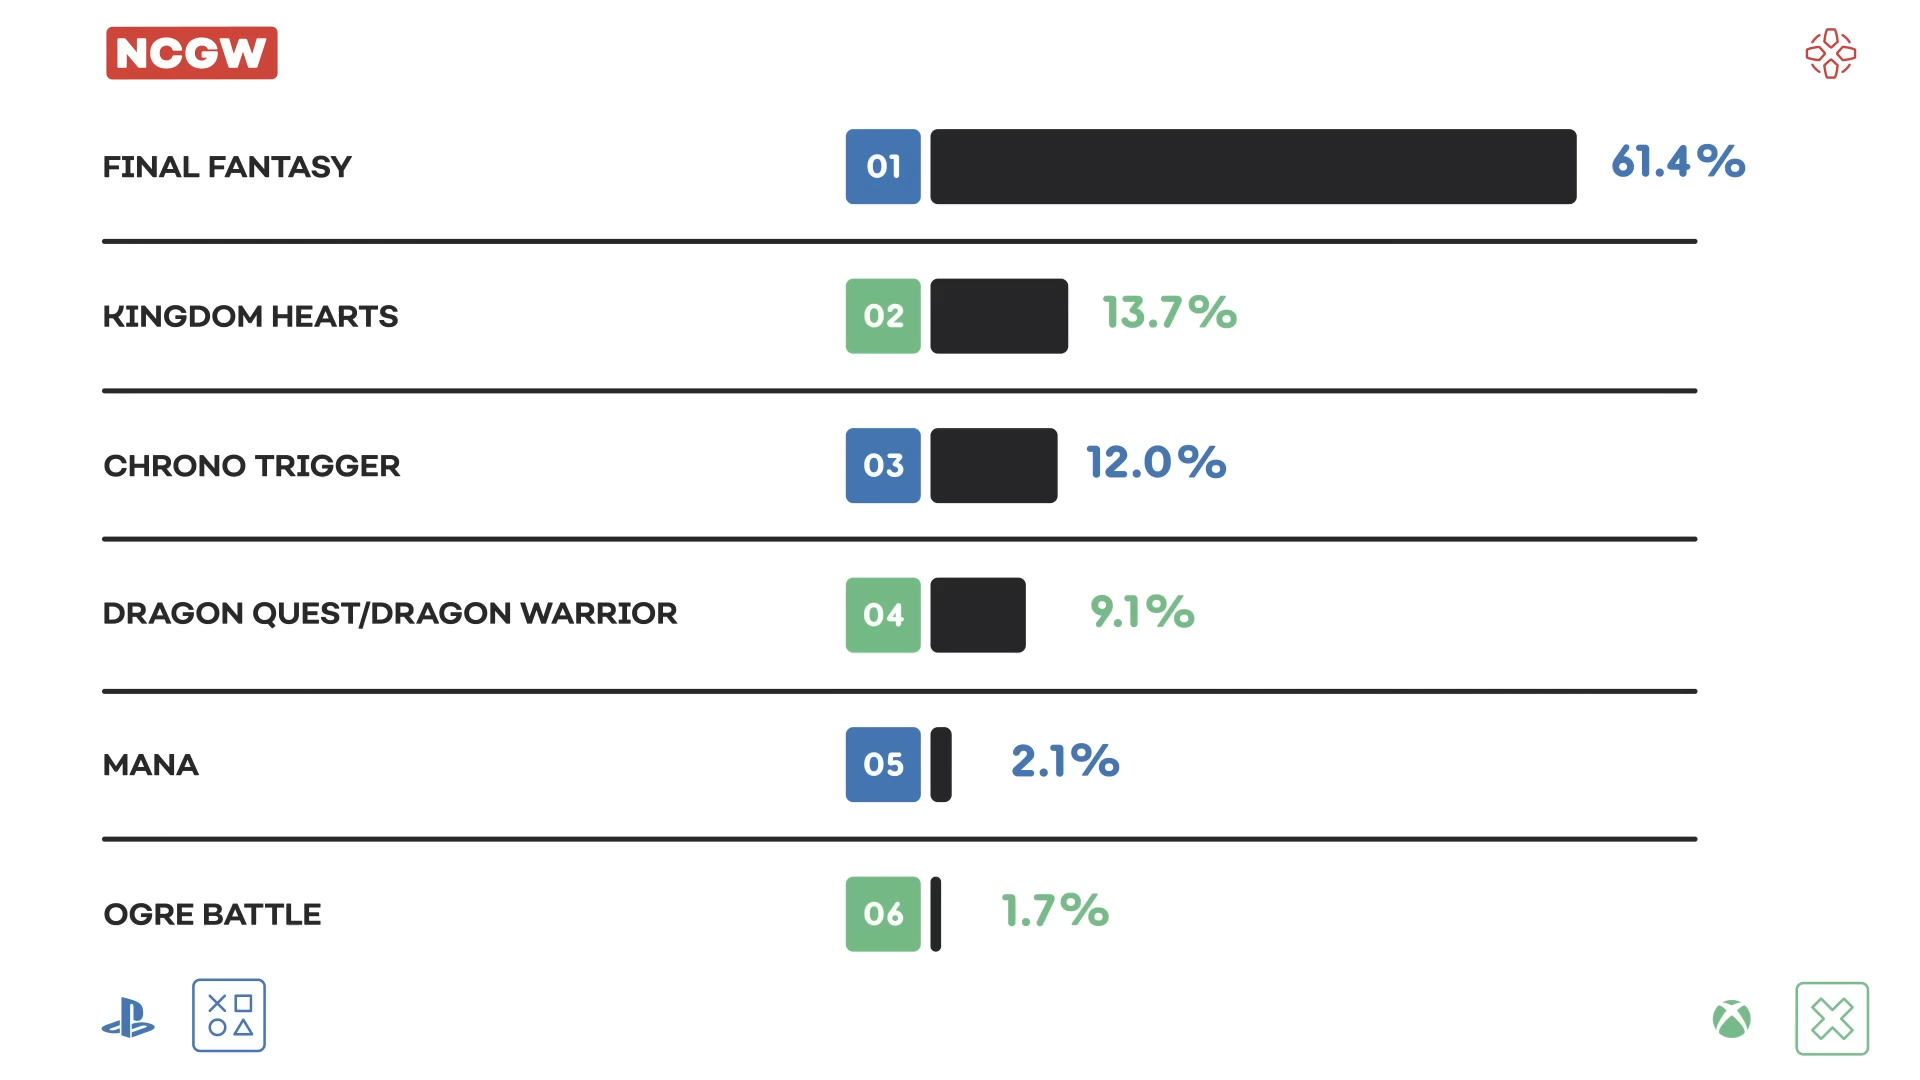 NCGW
FINAL FANTASY 01 61.4%
KINGDOM HEARTS 02 13.7%
CHRONO TRIGGER 03 12.0%
DRAGON QUEST/DRAGON WARRIOR 04 9.1%
MANA 05 2.1%
OGRE BATTLE 06 1.7%